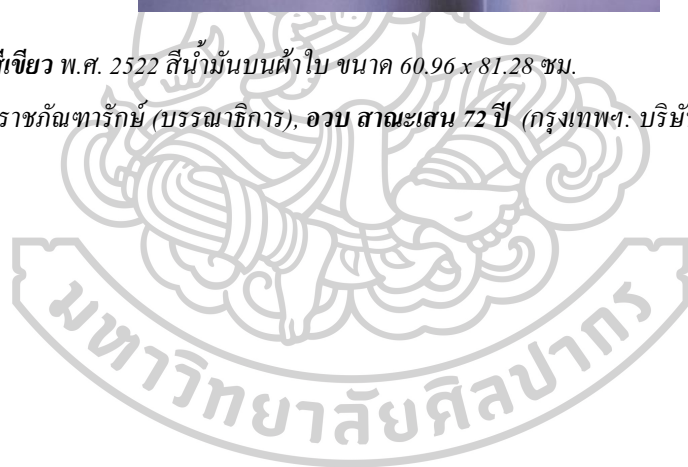 สีเขียว พ.ศ. 2522 สีน้ำมันบนผ้าใบ ขนาด 60.96 x 81.28 ซม.
ราชภัณฑารักษ์ (บรรณาธิการ), อวบ สาณะเสน 72 ปี (กรุงเทพฯ: บริษั
มหาวิทยาลัยศิลปากร